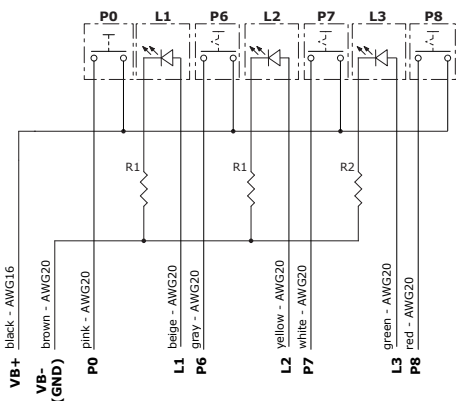 P0 L1 P6 L2 P7 L3 P8
R1 R1 R2
black - AWG16
brown - AWG20
pink - AWG20
beige - AWG20
gray - AWG20
yellow - AWG20
white - AWG20
green - AWG20
red - AWG20
VB+
VB-
(GND)
P0
L1
P6
L2
P7
L3
P8